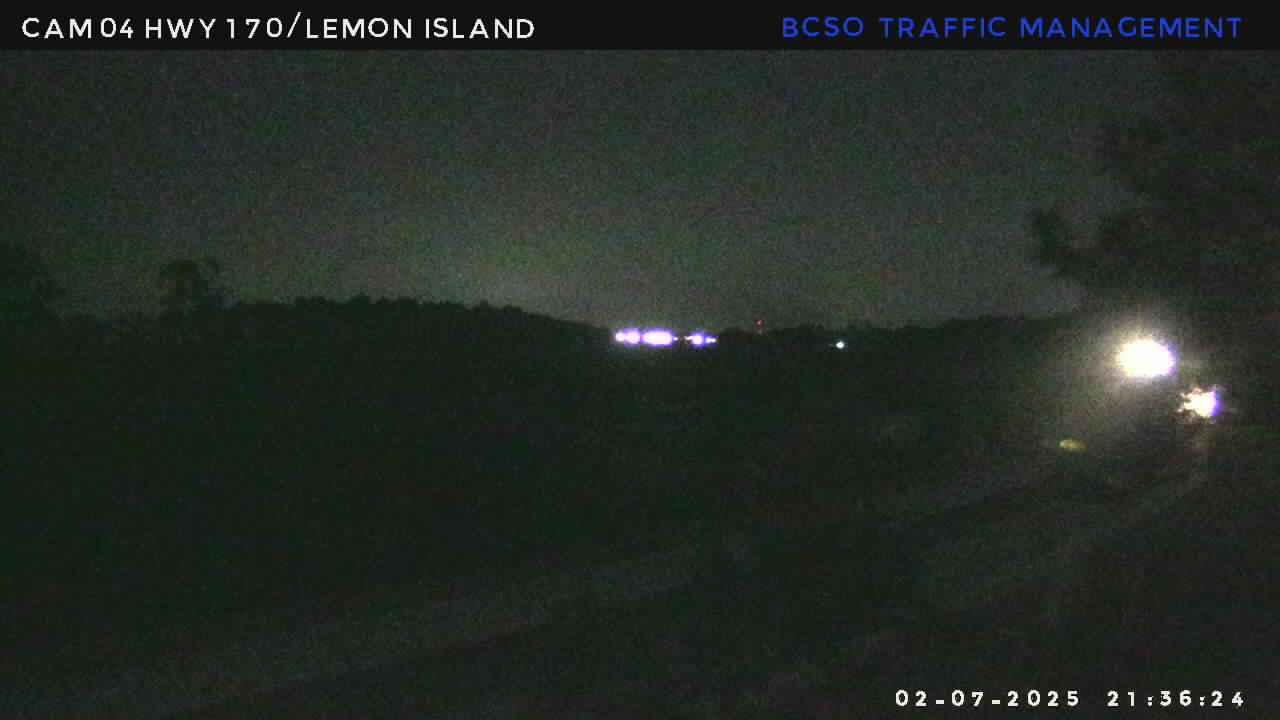 CAM04 HWY 170/LEMON ISLAND
BCSO TRAFFIC MANAGEMENT
02-07-2025 21:36:24